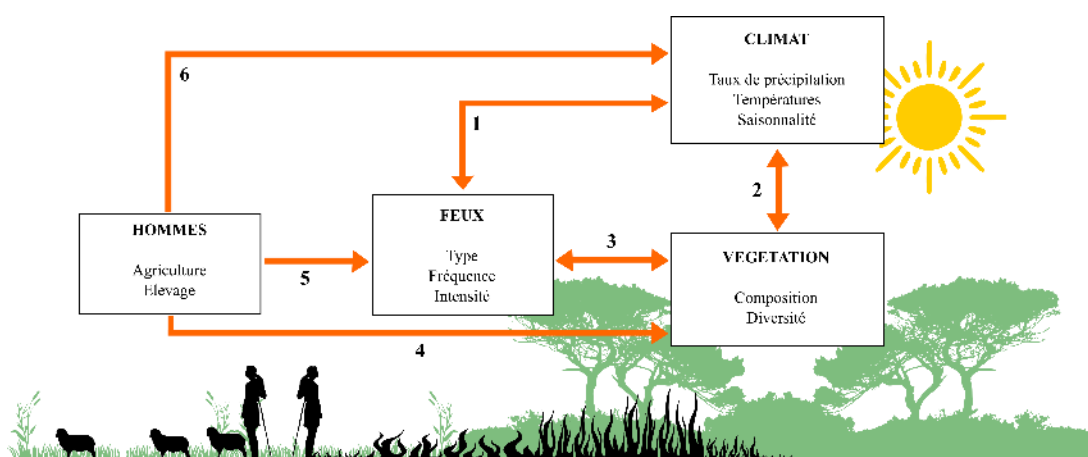 CLIMAT
Taux de précipitation
Températures
Saisonnalité
6
1
2
HOMMES
Agriculture
Elevage
FEUX
Type
Fréquence
Intensité
5
3
VEGETATION
Composition
Diversité
4